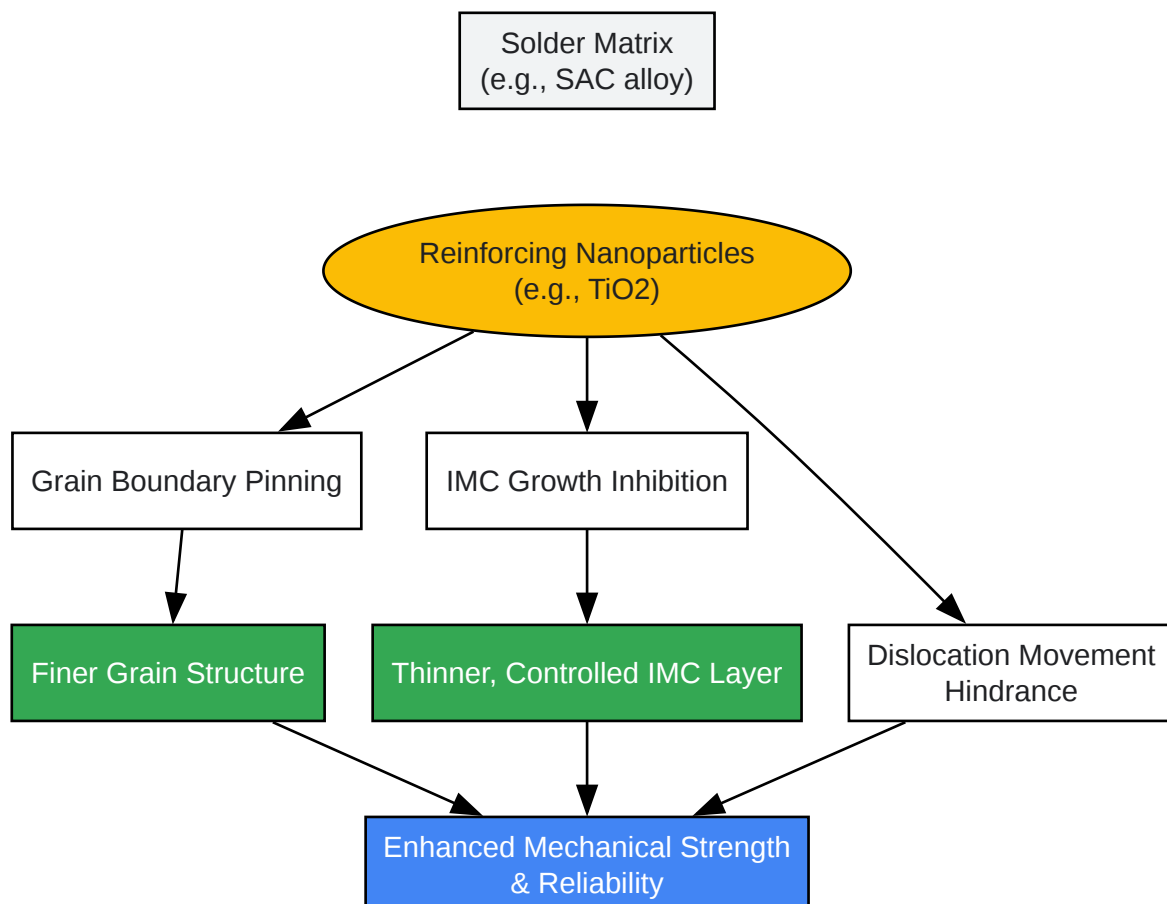 Solder Matrix
(e.g., SAC alloy)
Reinforcing Nanoparticles
(e.g., TiO2)
Grain Boundary Pinning
IMC Growth Inhibition
Finer Grain Structure
Thinner, Controlled IMC Layer
Dislocation Movement
Hindrance
Enhanced Mechanical Strength
& Reliability